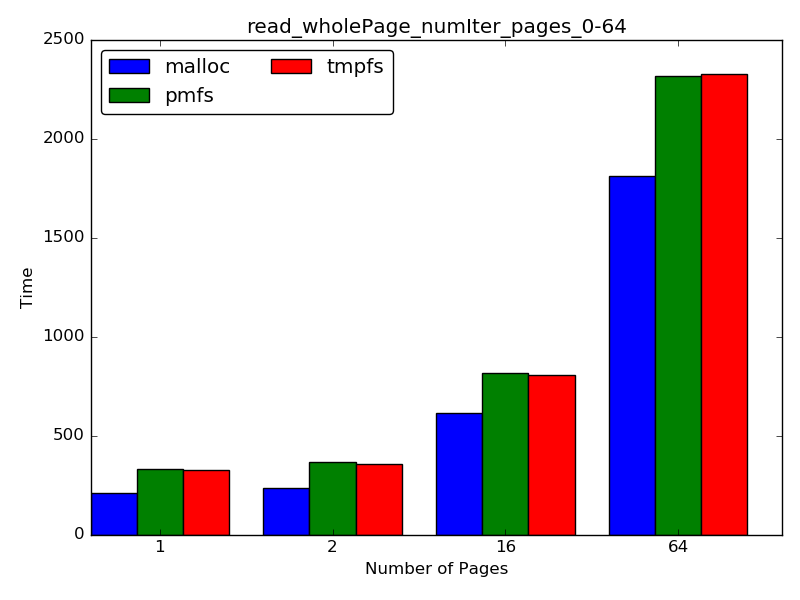 read_wholePage_numIter_pages_0-64
malloc
tmpfs
pmfs
2500
2000
1500
1000
500
0
Time
1
2
16
64
Number of Pages